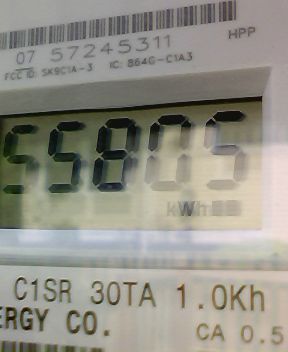 07 57245311
HPP
FCC ID: SK9C1A-3 IC: 864G-C1A3
55805
kWh
C1SR 30TA 1.0Kh
ERGY CO. CA 0.5